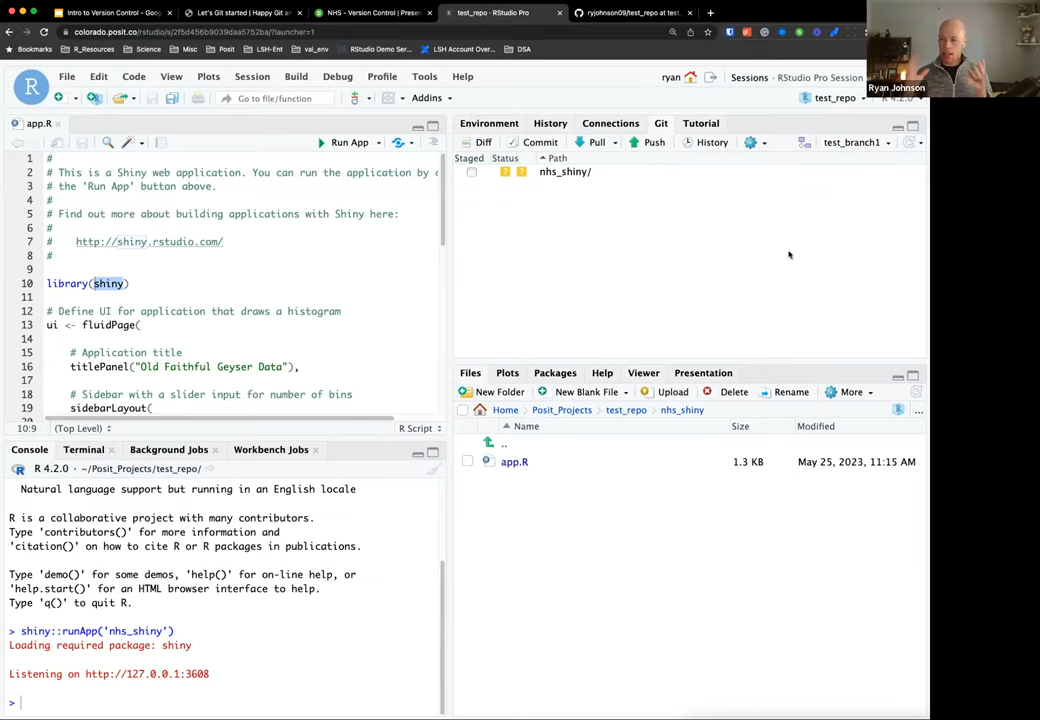 Intro to Version Control - Goog
Let's Git started | Happy Git an
NHS - Version Control | Presen
test_repo - RStudio Pro
ryjohnson09/test_repo at test_
colorado.posit.co/rstudio/s/2f5d456b9039daa5752ba/?launcher=1
Bookmarks
R_Resources
Science
Misc
Posit
LSH-Ent
val_env
RStudio Demo Ser...
LSH Account Over...
DSA
Ryan Johnson
File Edit Code View Plots Session Build Debug Profile Tools Help
ryan
Sessions
RStudio Pro Session
Go to file/function
Addins
test_repo
R 4.2.0
app.R
Run App
1 #
2 # This is a Shiny web application. You can run the application by c
3 # the 'Run App' button above.
4 #
5 # Find out more about building applications with Shiny here:
6 #
7 # http://shiny.rstudio.com/
8 #
9
10 library(shiny)
11
12 # Define UI for application that draws a histogram
13 ui <- fluidPage(
14
15 # Application title
16 titlePanel("Old Faithful Geyser Data"),
17
18 # Sidebar with a slider input for number of bins
19 sidebarLayout(
10:9 (Top Level) R Script
Console Terminal Background Jobs Workbench Jobs
R 4.2.0 · ~/Posit_Projects/test_repo/
Natural language support but running in an English locale
R is a collaborative project with many contributors.
Type 'contributors()' for more information and
'citation()' on how to cite R or R packages in publications.
Type 'demo()' for some demos, 'help()' for on-line help, or
'help.start()' for an HTML browser interface to help.
Type 'q()' to quit R.
> shiny::runApp('nhs_shiny')
Loading required package: shiny
Listening on http://127.0.0.1:3608
>
Environment History Connections Git Tutorial
Diff Commit Pull Push History test_branch1
Staged Status Path
? ? nhs_shiny/
Files Plots Packages Help Viewer Presentation
New Folder New Blank File Upload Delete Rename More
Home Posit_Projects test_repo nhs_shiny ...
Name Size Modified
..
app.R 1.3 KB May 25, 2023, 11:15 AM